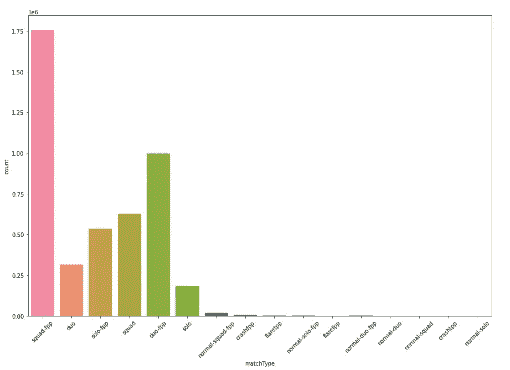 1e6
1.75
1.50
1.25
1.00
0.75
0.50
0.25
0.00
squad-fpp
duo
solo-fpp
squad
duo-fpp
solo
normal-squad-fpp
crashfpp
flaretpp
normal-solo-fpp
flarefpp
normal-duo-fpp
normal-duo
normal-squad
crashtpp
normal-solo
matchType